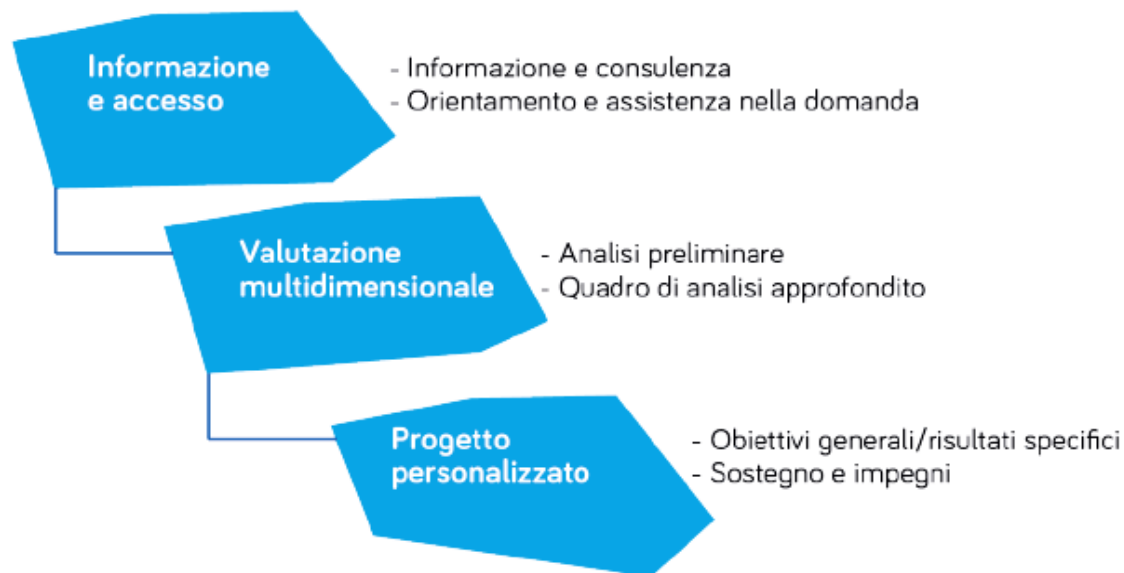 Informazione
e accesso
- Informazione e consulenza
- Orientamento e assistenza nella domanda
Valutazione
multidimensionale
- Analisi preliminare
- Quadro di analisi approfondito
Progetto
personalizzato
- Obiettivi generali/risultati specifici
- Sostegno e impegni